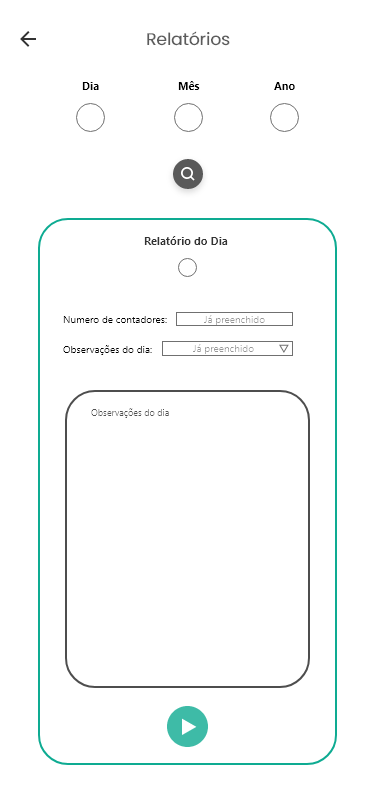 Relatórios
Dia Mês Ano
Relatório do Dia
Numero de contadores: Já preenchido
Observações do dia: Já preenchido
Observações do dia